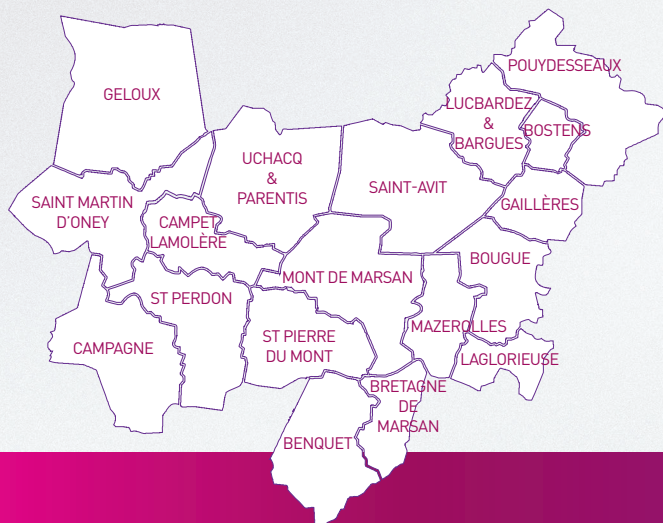 POUYDESSEAUX
GELOUX
LUCBARDEZ
&
BARGUES
BOSTENS
UCHACQ
&
PARENTIS
SAINT-AVIT
SAINT MARTIN
D'ONEY
GAILLÈRES
CAMPET
LAMOLÈRE
BOUGUE
MONT DE MARSAN
ST PERDON
MAZEROLLES
ST PIERRE
DU MONT
CAMPAGNE
LAGLORIEUSE
BRETAGNE
DE
MARSAN
BENQUET